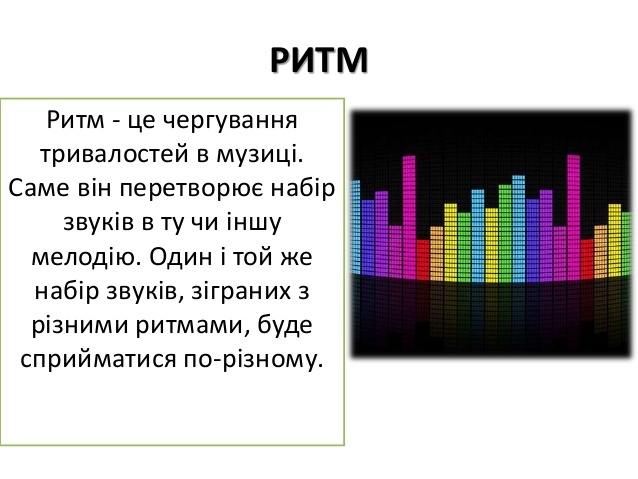 РИТМ
Ритм - це чергування
тривалостей в музиці.
Саме він перетворює набір
звуків в ту чи іншу
мелодію. Один і той же
набір звуків, зіграних з
різними ритмами, буде
сприйматися по-різному.